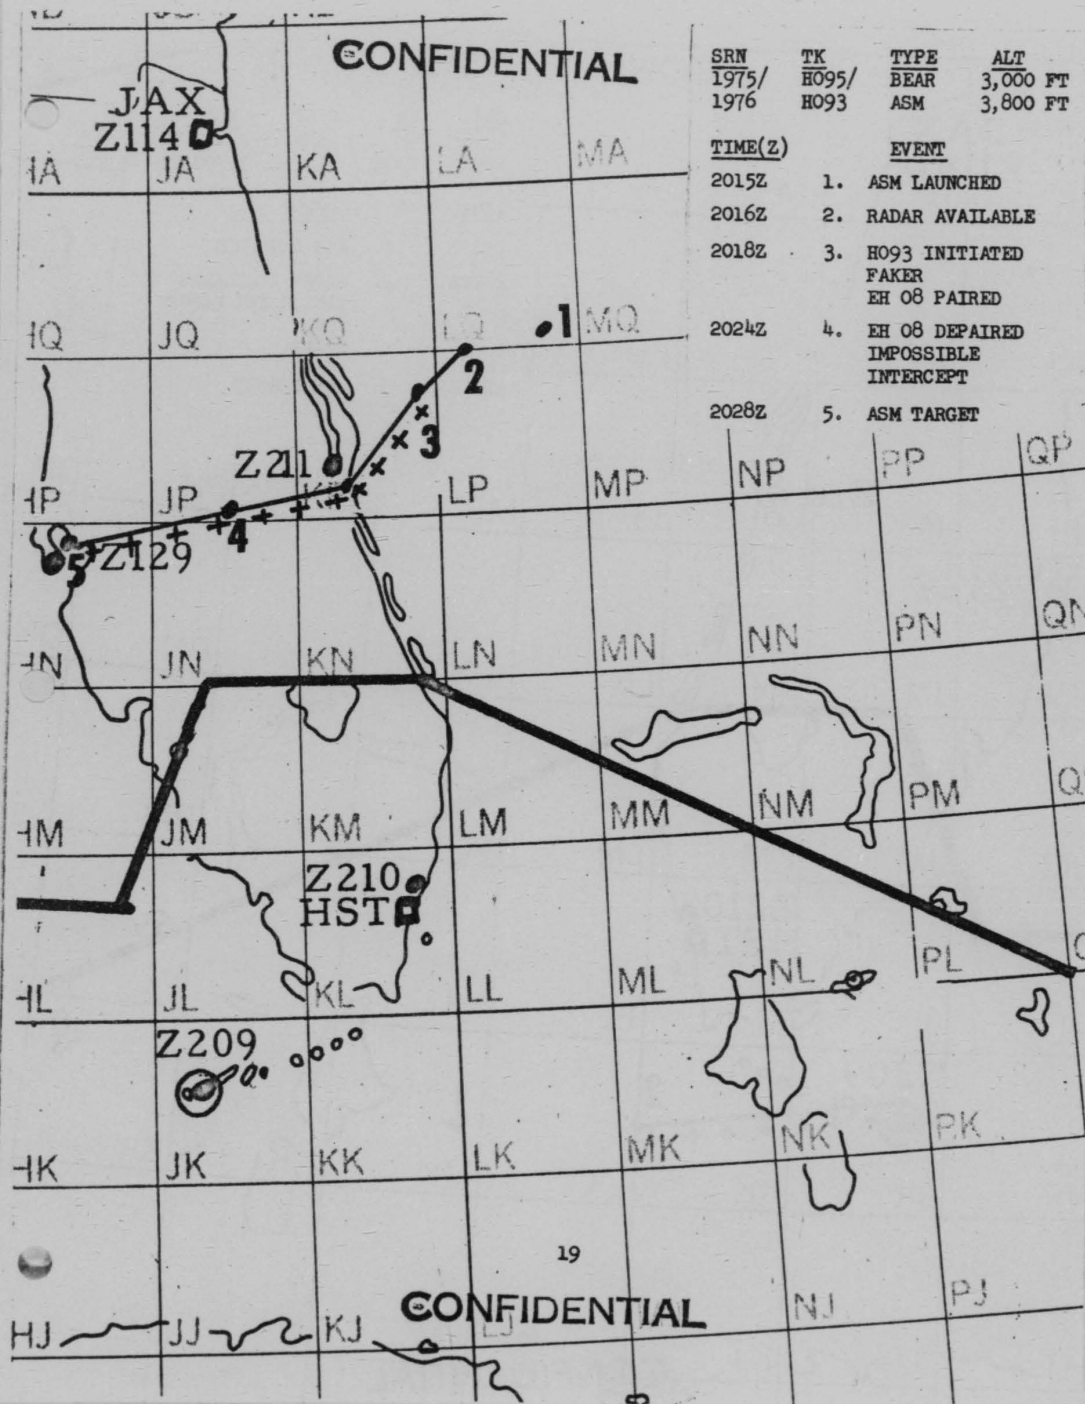 CONFIDENTIAL
SRN TK TYPE ALT
1975/ H095/ BEAR 3,000 FT
1976 H093 ASM 3,800 FT
TIME(Z) EVENT
2015Z 1. ASM LAUNCHED
2016Z 2. RADAR AVAILABLE
2018Z 3. H093 INITIATED
FAKER
EH 08 PAIRED
2024Z 4. EH 08 DEPAIRED
IMPOSSIBLE
INTERCEPT
2028Z 5. ASM TARGET
JAX
Z114
JA KA LA MA
JQ KQ LQ 1 MQ
2
3
Z211
JP LP MP NP PP QP
4
5 Z129
JN KN LN MN NN PN QN
JM KM LM MM NM PM
Z210
HST
JL KL LL ML NL PL
Z209
JK KK LK MK NK PK
19
CONFIDENTIAL
HJ JJ KJ LJ NJ PJ